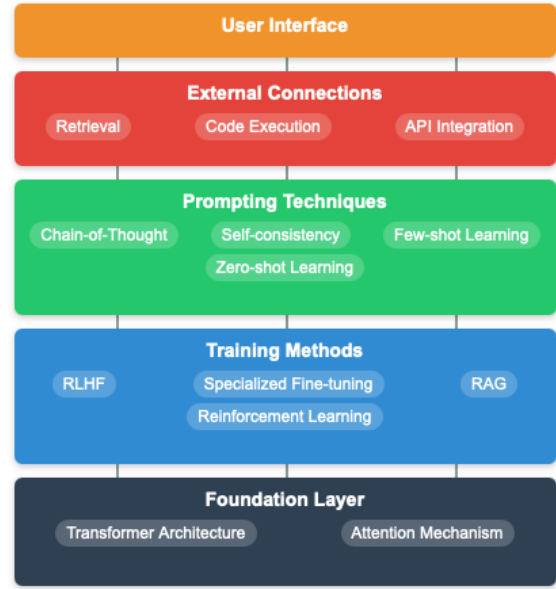 User Interface
External Connections
Retrieval Code Execution API Integration
Prompting Techniques
Chain-of-Thought Self-consistency Few-shot Learning
Zero-shot Learning
Training Methods
RLHF Specialized Fine-tuning RAG
Reinforcement Learning
Foundation Layer
Transformer Architecture Attention Mechanism